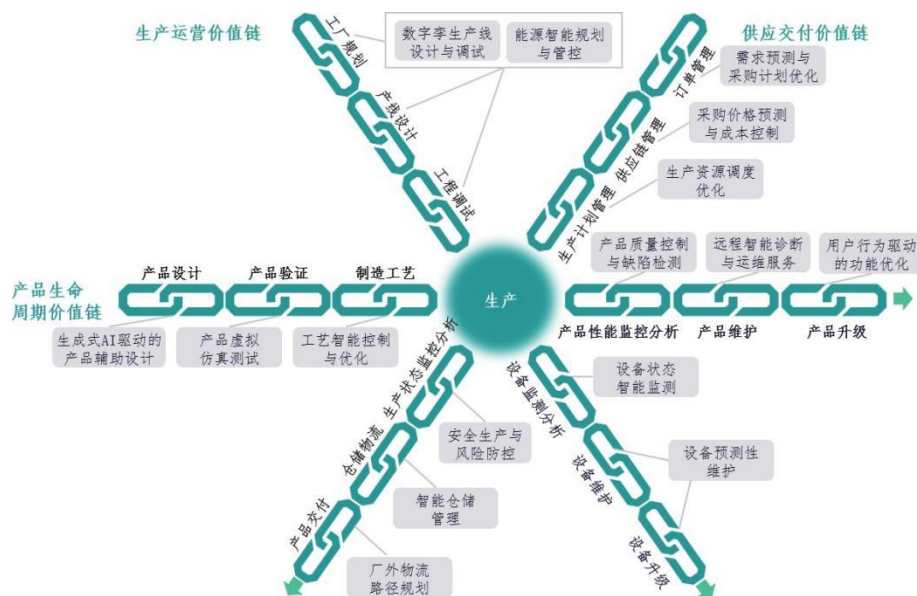 生产运营价值链
工厂规划
产线设计
工程调试
数字孪生产线
设计与调试
能源智能规划
与管控
供应交付价值链
订单管理
供应链管理
生产计划管理
需求预测与
采购计划优化
采购价格预测
与成本控制
生产资源调度
优化
产品生命
周期价值链
产品设计
产品验证
制造工艺
生成式AI驱动的
产品辅助设计
产品虚拟
仿真测试
工艺智能控制
与优化
生产
产品质量控制
与缺陷检测
远程智能诊断
与运维服务
用户行为驱动
的功能优化
产品性能监控分析
产品维护
产品升级
生产状态监控分析
仓储物流
产品交付
安全生产与
风险防控
智能仓储
管理
厂外物流
路径规划
设备监测分析
设备维护
设备升级
设备状态
智能监测
设备预测性
维护